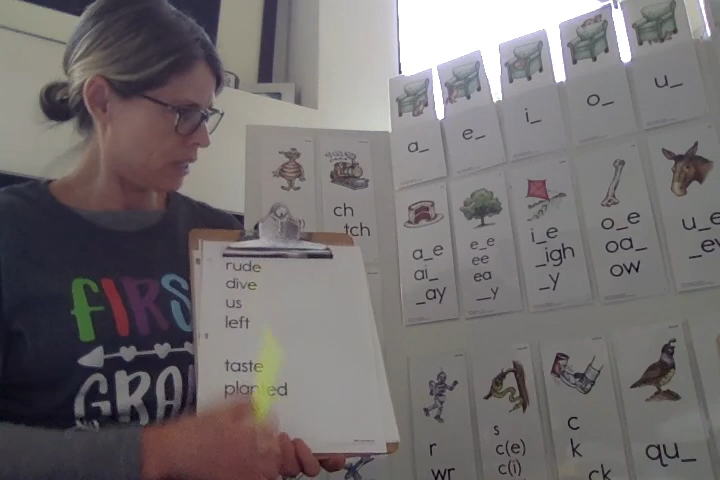 FIRS
GRA
rude
dive
us
left
taste
planted
ch
tch
a_
e_
i_
o_
u_
a_e
ai_
_ay
e_e
ee
ea
_y
i_e
_igh
_y
o_e
oa_
ow
u_e
_ew
r
wr
s
c(e)
c(i)
c
k
ck
qu_